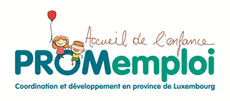 Accueil de l'enfance
PROMemploi
Coordination et développement en province de Luxembourg